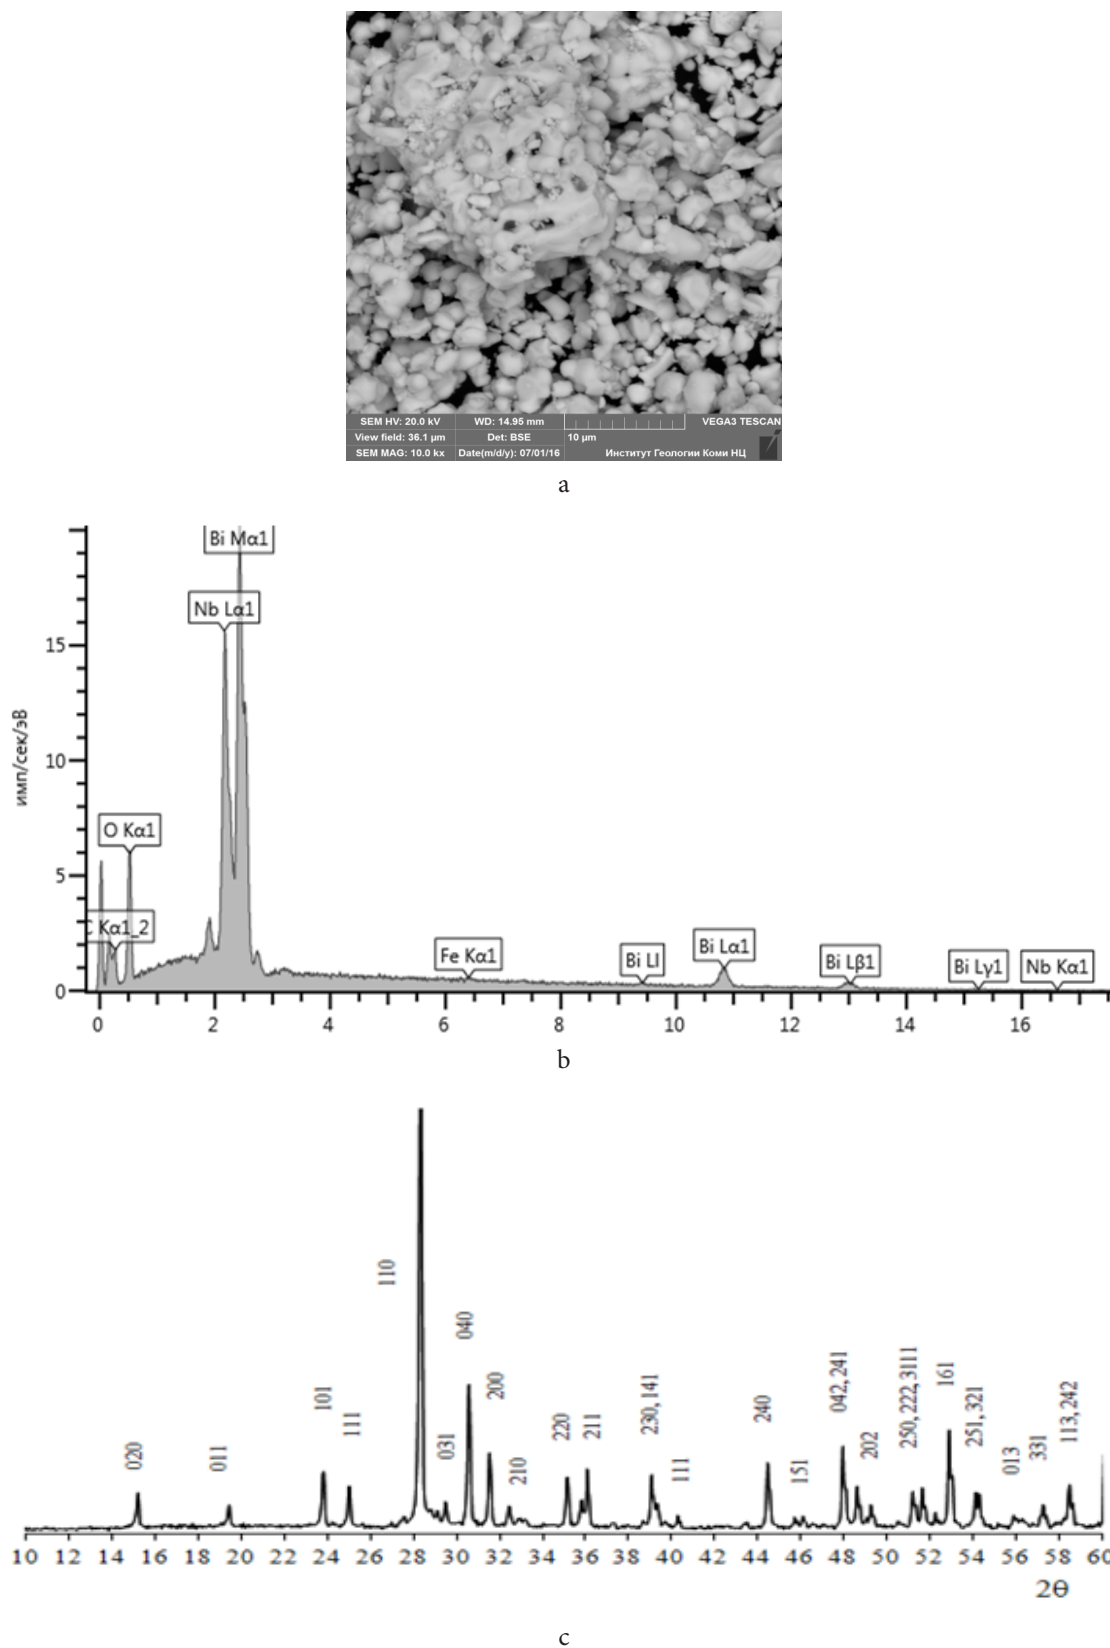 SEM HV: 20.0 kV WD: 14.95 mm VEGA3 TESCAN
View field: 36.1 µm Det: BSE 10 µm
SEM MAG: 10.0 kx Date(m/d/y): 07/01/16 Институт Геологии Коми НЦ
a
Bi Mα1
Nb Lα1
15
имп/сек/эВ
10
O Kα1
5
C Kα1_2
Fe Kα1
Bi Ll
Bi Lα1
Bi Lβ1
Bi Lγ1
Nb Kα1
0
0 2 4 6 8 10 12 14 16
b
020
011
101
111
110
031
040
200
210
220
211
230, 141
111
240
151
042, 241
202
250, 222, 311
161
251, 321
013
331
113, 242
10 12 14 16 18 20 22 24 26 28 30 32 34 36 38 40 42 44 46 48 50 52 54 56 58 60
2θ
c